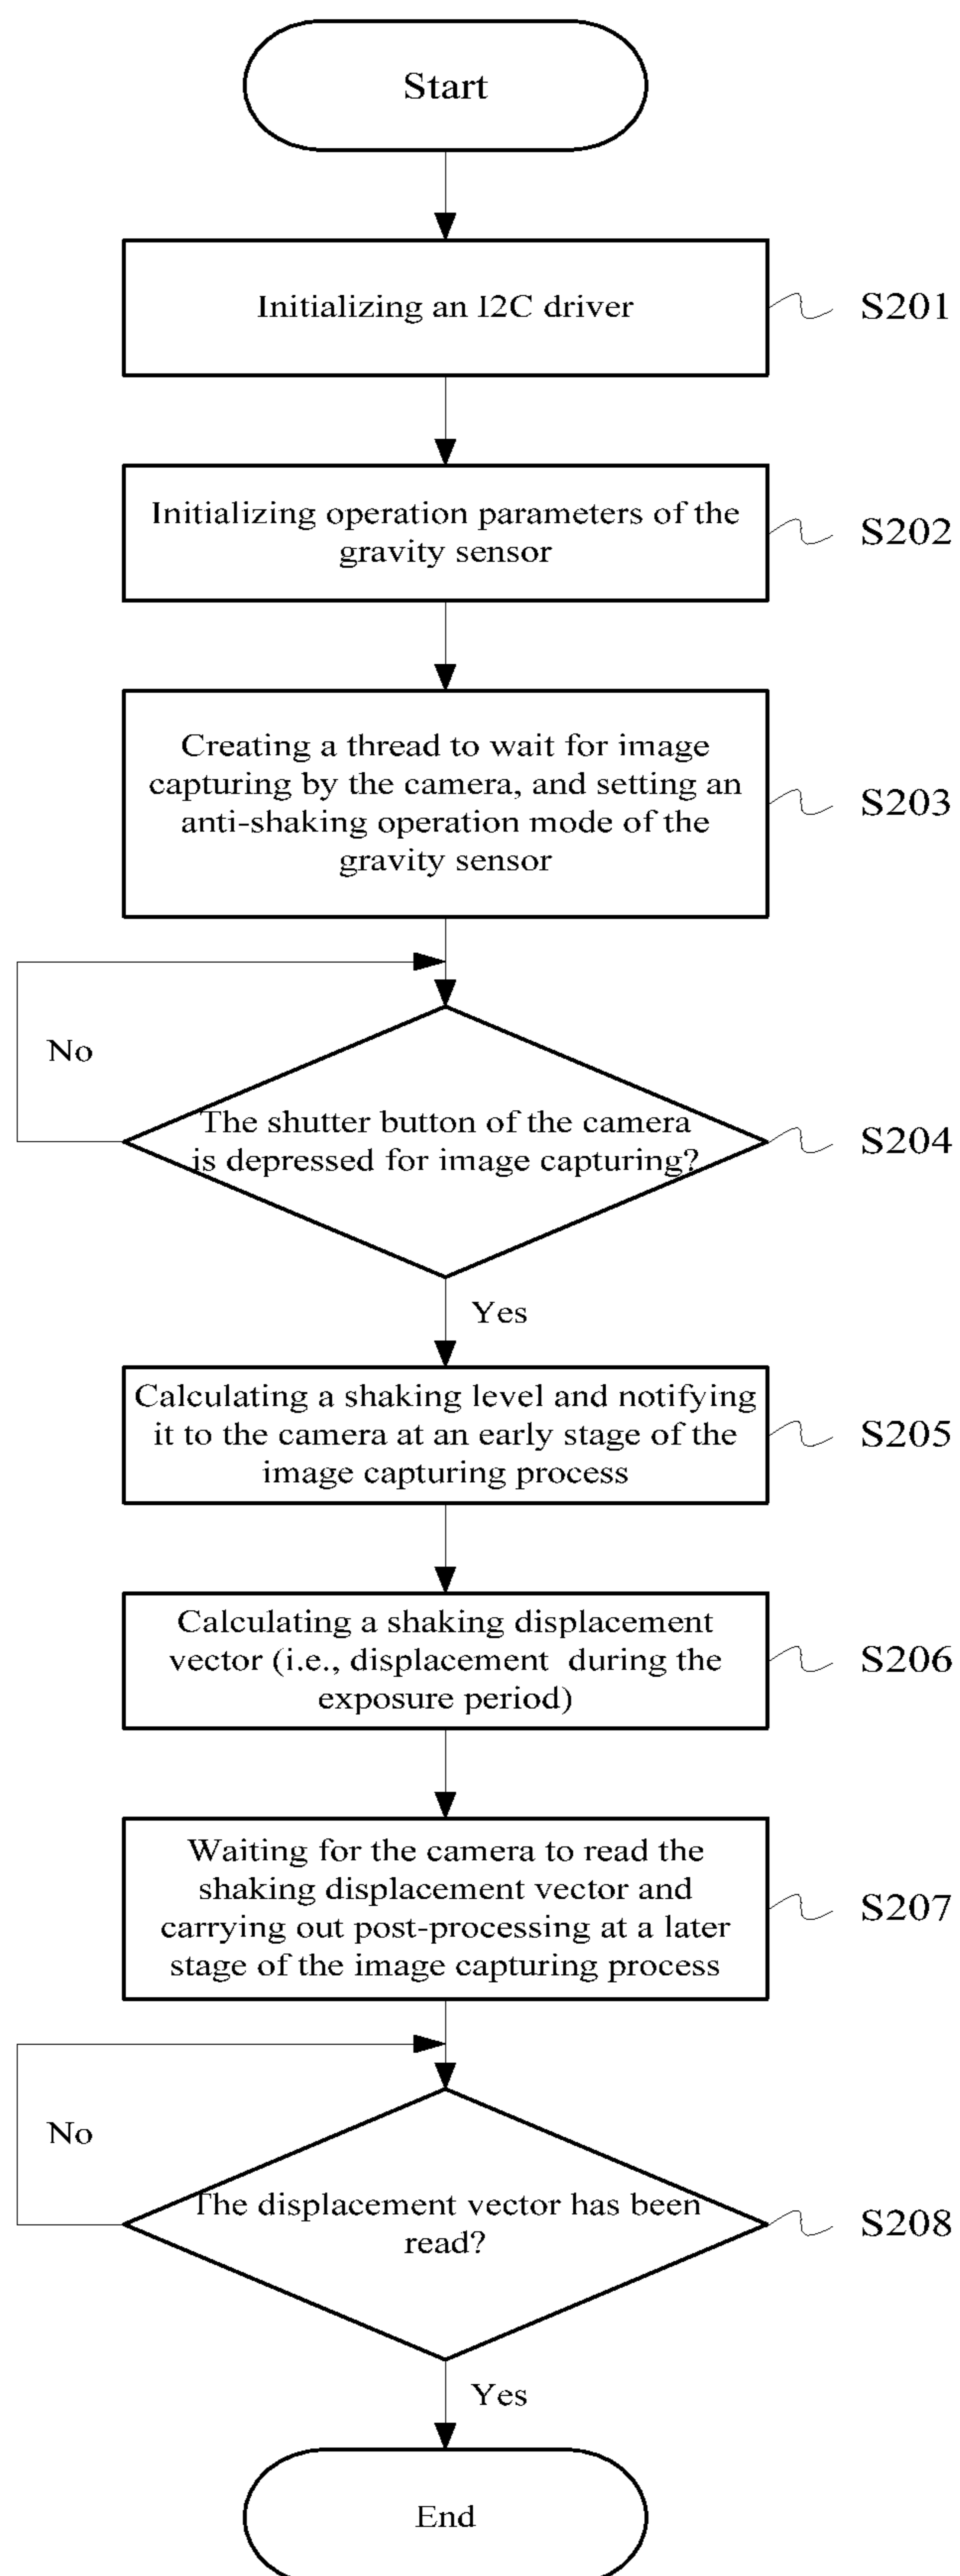 Start
Initializing an I2C driver
S201
Initializing operation parameters of the
gravity sensor
S202
Creating a thread to wait for image
capturing by the camera, and setting an
anti-shaking operation mode of the
gravity sensor
S203
No
The shutter button of the camera
is depressed for image capturing?
S204
Yes
Calculating a shaking level and notifying
it to the camera at an early stage of the
image capturing process
S205
Calculating a shaking displacement
vector (i.e., displacement during the
exposure period)
S206
Waiting for the camera to read the
shaking displacement vector and
carrying out post-processing at a later
stage of the image capturing process
S207
No
The displacement vector has been
read?
S208
Yes
End